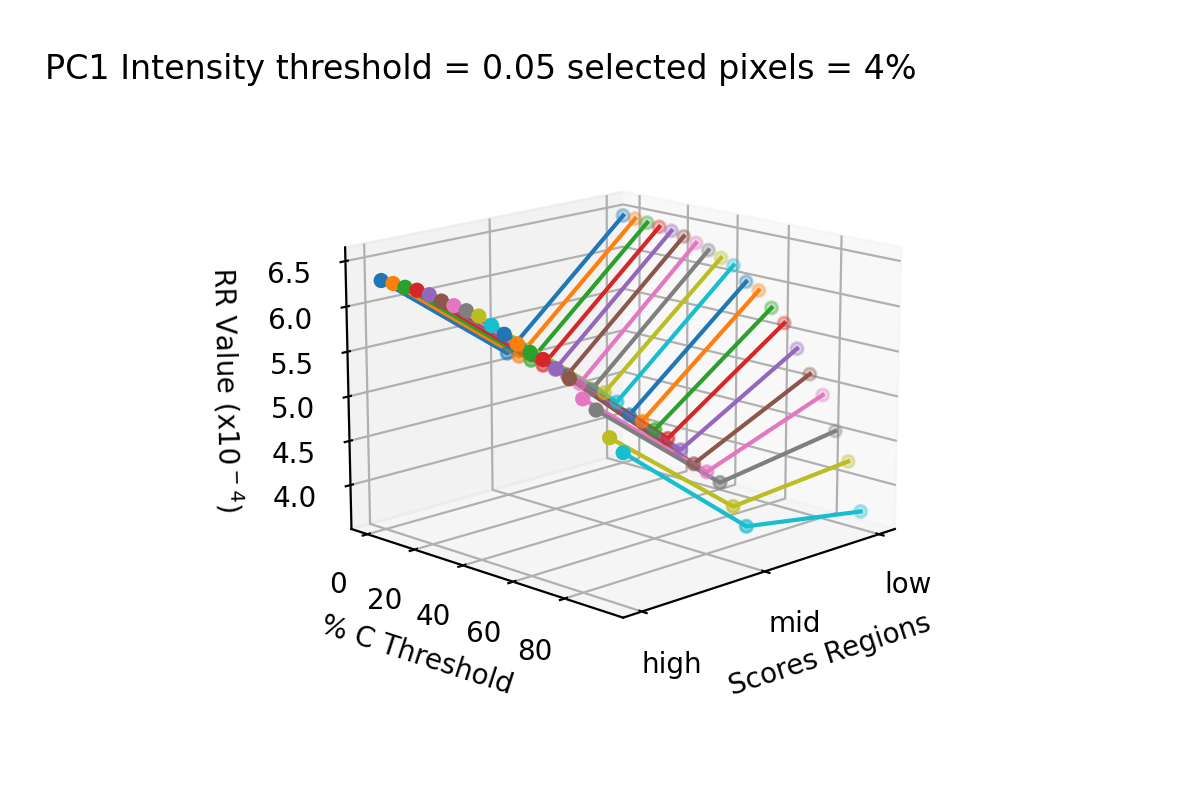 PC1 Intensity threshold = 0.05 selected pixels = 4%
RR Value (x10⁻⁴)
6.5
6.0
5.5
5.0
4.5
4.0
0
20
40
60
80
% C Threshold
low
mid
high
Scores Regions